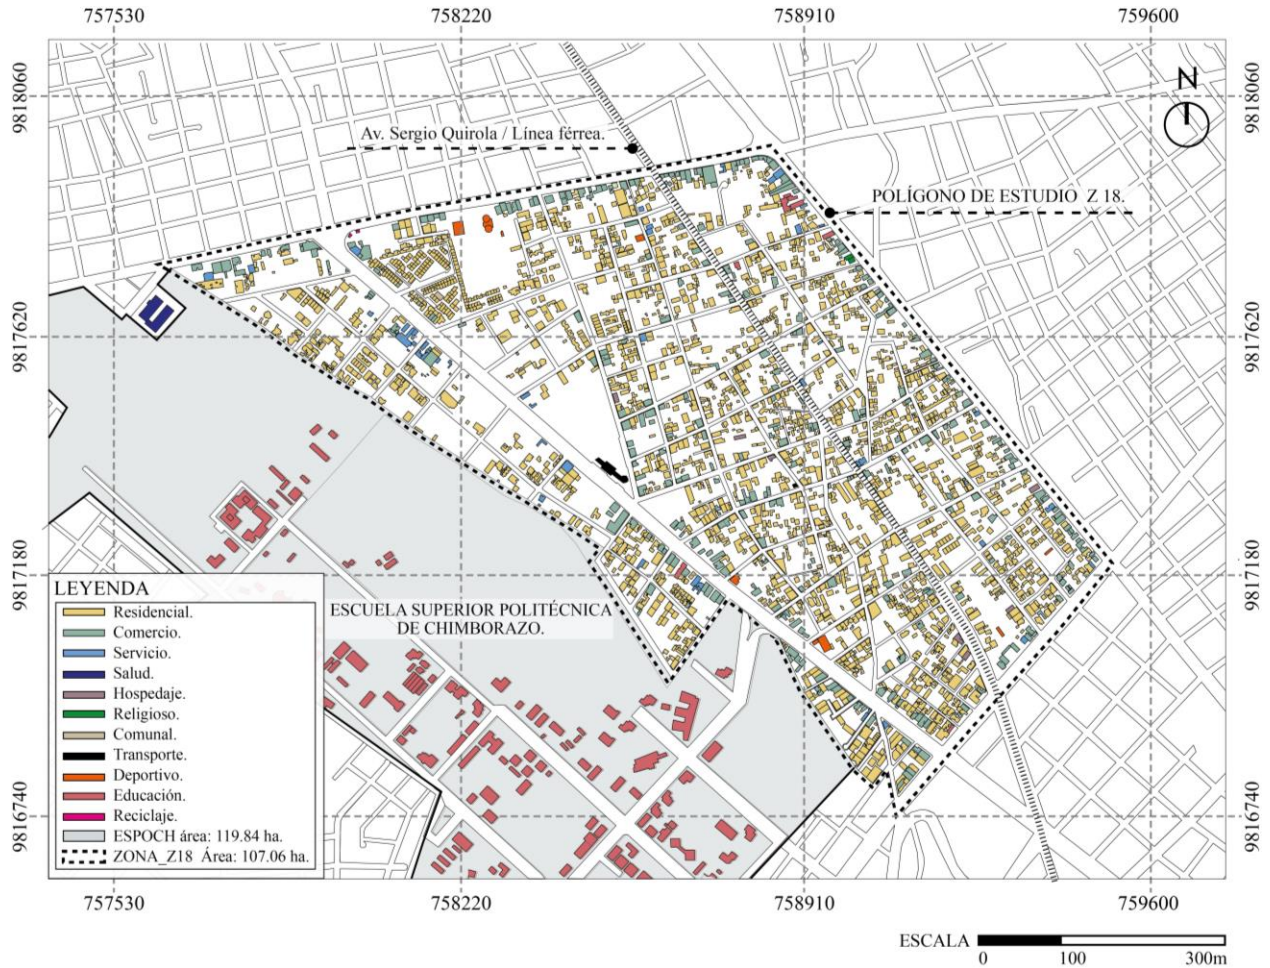 757530 758220 758910 759600
9818060 9818060
N
Av. Sergio Quirola / Línea férrea.
POLÍGONO DE ESTUDIO Z 18.
9817620 9817620
9817180 9817180
LEYENDA
Residencial.
Comercio.
Servicio.
Salud.
Hospedaje.
Religioso.
Comunal.
Transporte.
Deportivo.
Educación.
Reciclaje.
ESPOCH área: 119.84 ha.
ZONA_Z18 Área: 107.06 ha.
ESCUELA SUPERIOR POLITÉCNICA
DE CHIMBORAZO.
9816740 9816740
757530 758220 758910 759600
ESCALA
0 100 300m